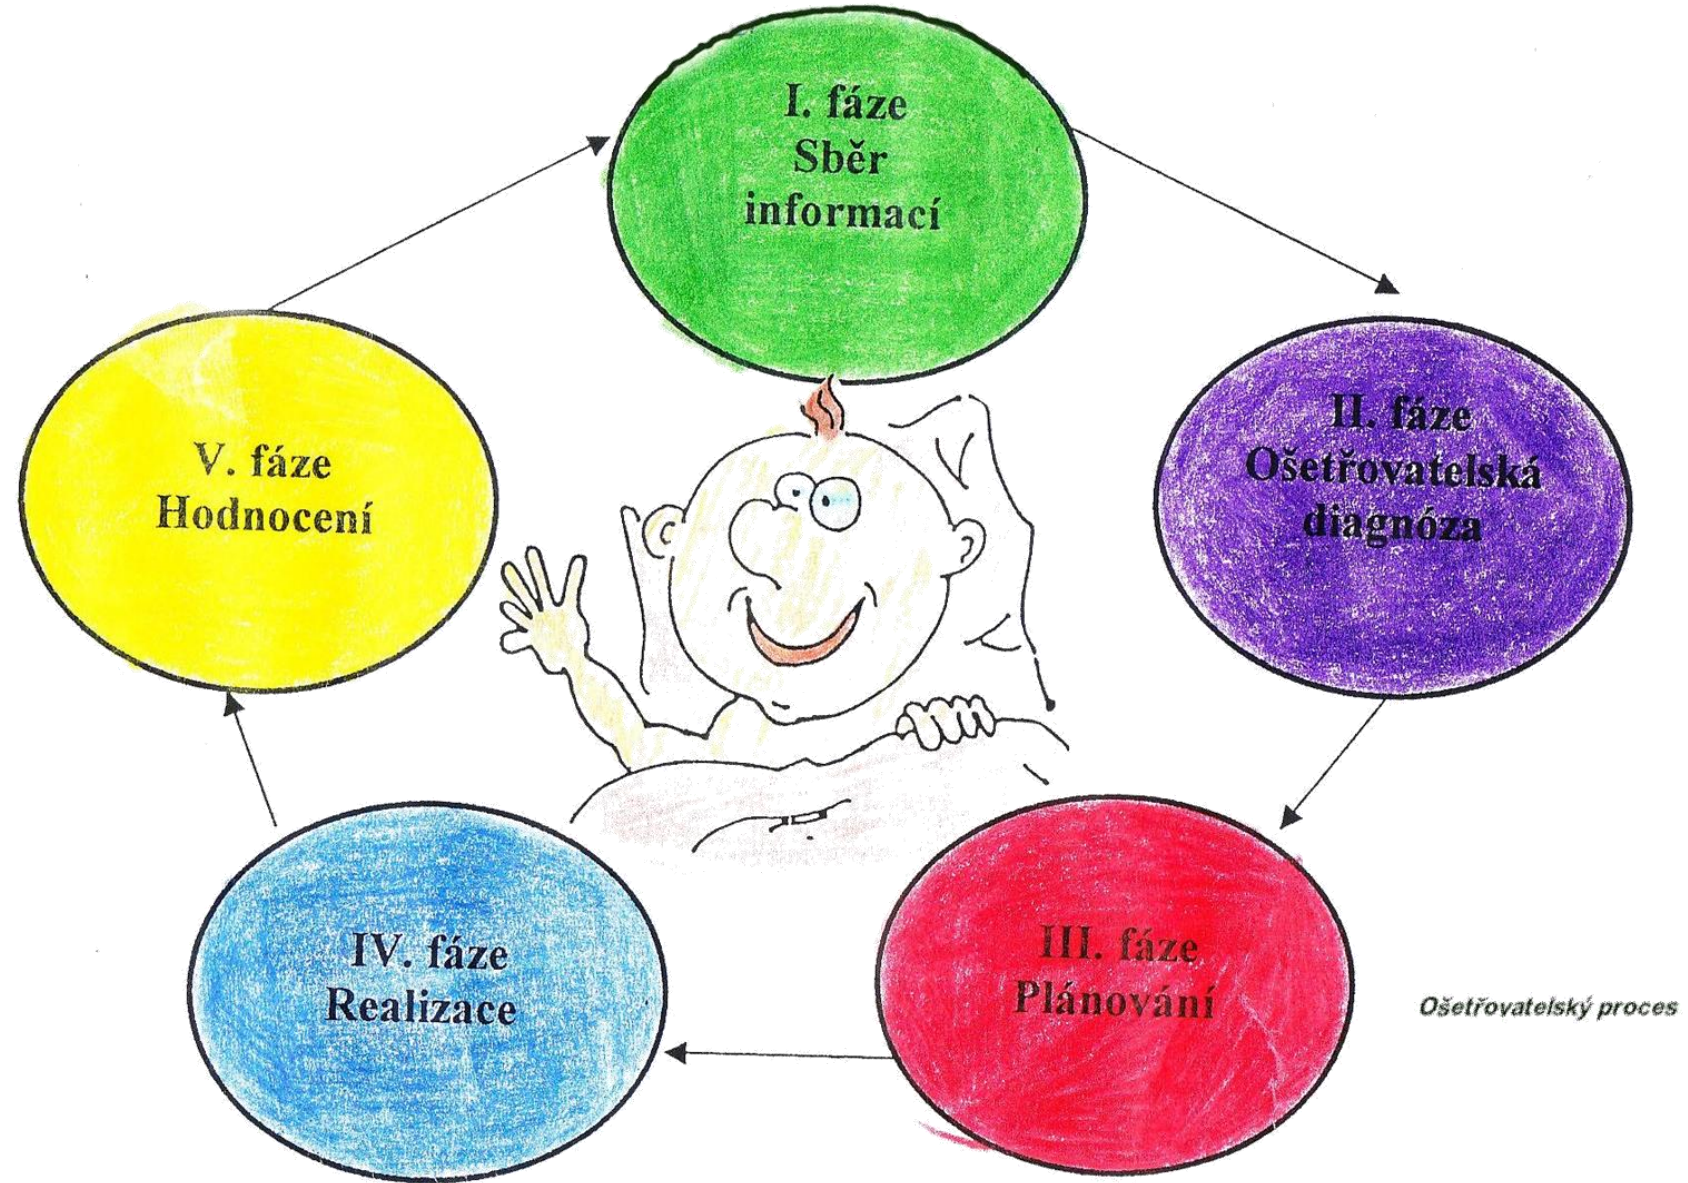 I. fáze
Sběr
informací
II. fáze
Ošetřovatelská
diagnóza
III. fáze
Plánování
IV. fáze
Realizace
V. fáze
Hodnocení
Ošetřovatelský proces